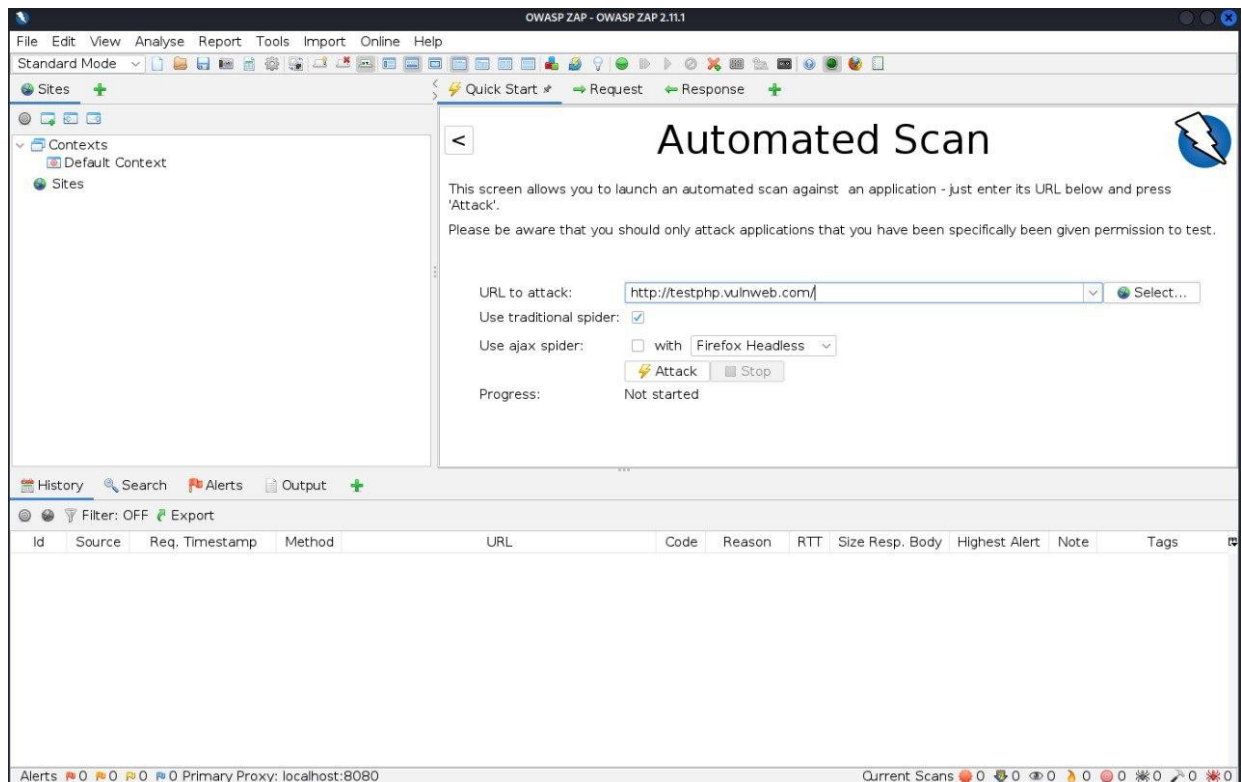 OWASP ZAP - OWASP ZAP 2.11.1
File Edit View Analyse Report Tools Import Online Help
Standard Mode
Sites
Quick Start Request Response
Contexts
Default Context
Sites
<
Automated Scan
This screen allows you to launch an automated scan against an application - just enter its URL below and press
'Attack'.
Please be aware that you should only attack applications that you have been specifically been given permission to test.
URL to attack: http://testphp.vulnweb.com/ Select...
Use traditional spider:
Use ajax spider: with Firefox Headless
Attack Stop
Progress: Not started
History Search Alerts Output
Filter: OFF Export
Id Source Req. Timestamp Method URL Code Reason RTT Size Resp. Body Highest Alert Note Tags
Alerts 0 0 0 0 Primary Proxy: localhost:8080 Current Scans 0 0 0 0 0 0 0 0